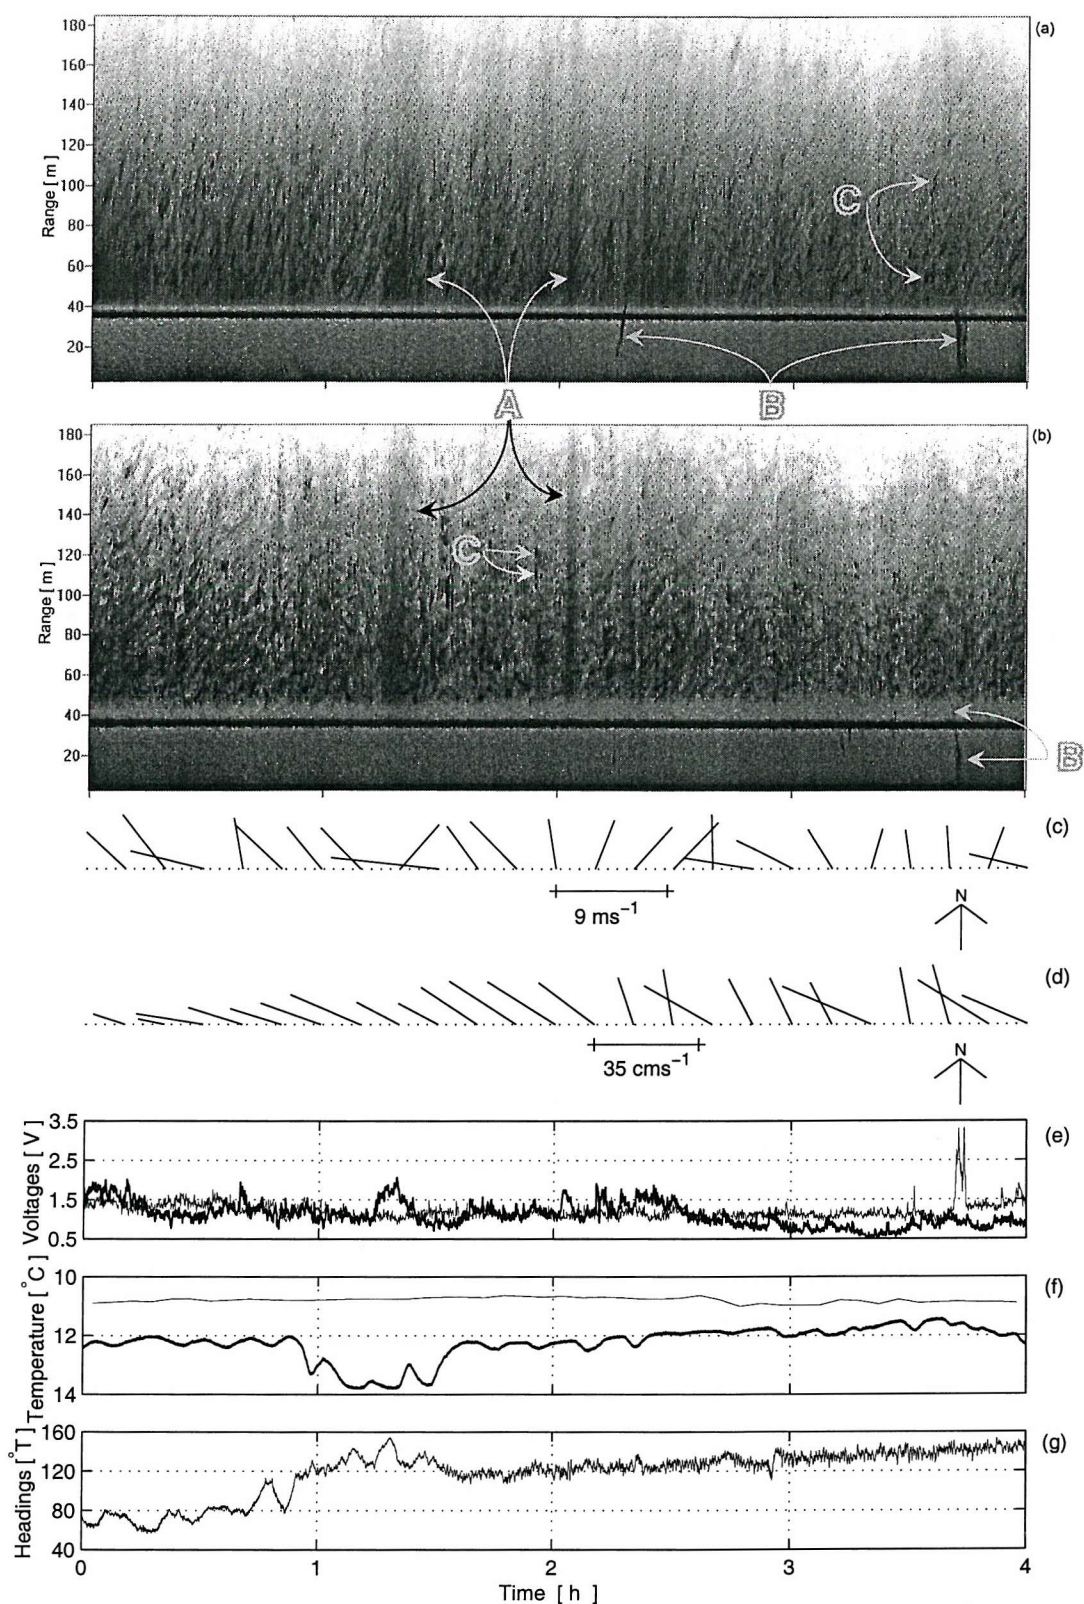 (a)
180
160
140
120
100
80
60
40
20
Range [ m ]
C
A
B
(b)
180
160
140
120
100
80
60
40
20
Range [ m ]
C
B
(c)
9 ms⁻¹
N
(d)
35 cms⁻¹
N
(e)
3.5
2.5
1.5
0.5
Voltages [ V ]
(f)
10
12
14
Temperature [ °C ]
(g)
160
120
80
40
Headings [°T ]
0 1 2 3 4
Time [ h ]